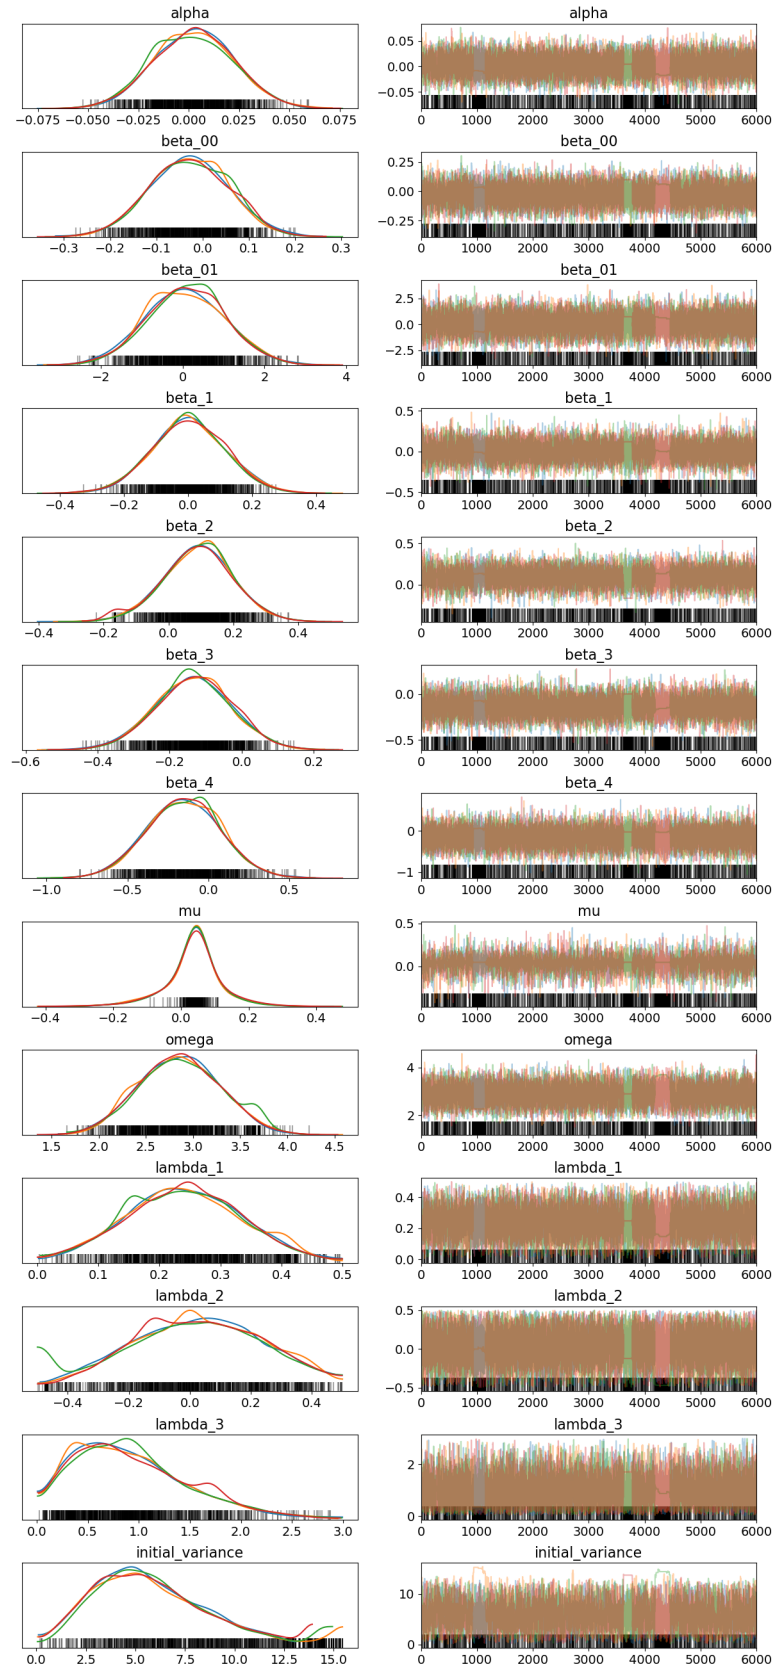 alpha alpha
0.05
0.00
−0.05
−0.075 −0.050 −0.025 0.000 0.025 0.050 0.075 0 1000 2000 3000 4000 5000 6000
beta_00 beta_00
0.25
0.00
−0.25
−0.3 −0.2 −0.1 0.0 0.1 0.2 0.3 0 1000 2000 3000 4000 5000 6000
beta_01 beta_01
2.5
0.0
−2.5
−2 0 2 4 0 1000 2000 3000 4000 5000 6000
beta_1 beta_1
0.5
0.0
−0.5
−0.4 −0.2 0.0 0.2 0.4 0 1000 2000 3000 4000 5000 6000
beta_2 beta_2
0.5
0.0
−0.4 −0.2 0.0 0.2 0.4 0 1000 2000 3000 4000 5000 6000
beta_3 beta_3
0.0
−0.5
−0.6 −0.4 −0.2 0.0 0.2 0 1000 2000 3000 4000 5000 6000
beta_4 beta_4
0
−1
−1.0 −0.5 0.0 0.5 0 1000 2000 3000 4000 5000 6000
mu mu
0.5
0.0
−0.4 −0.2 0.0 0.2 0.4 0 1000 2000 3000 4000 5000 6000
omega omega
4
2
1.5 2.0 2.5 3.0 3.5 4.0 4.5 0 1000 2000 3000 4000 5000 6000
lambda_1 lambda_1
0.4
0.2
0.0
0.0 0.1 0.2 0.3 0.4 0.5 0 1000 2000 3000 4000 5000 6000
lambda_2 lambda_2
0.5
0.0
−0.5
−0.4 −0.2 0.0 0.2 0.4 0 1000 2000 3000 4000 5000 6000
lambda_3 lambda_3
2
0
0.0 0.5 1.0 1.5 2.0 2.5 3.0 0 1000 2000 3000 4000 5000 6000
initial_variance initial_variance
10
0
0.0 2.5 5.0 7.5 10.0 12.5 15.0 0 1000 2000 3000 4000 5000 6000